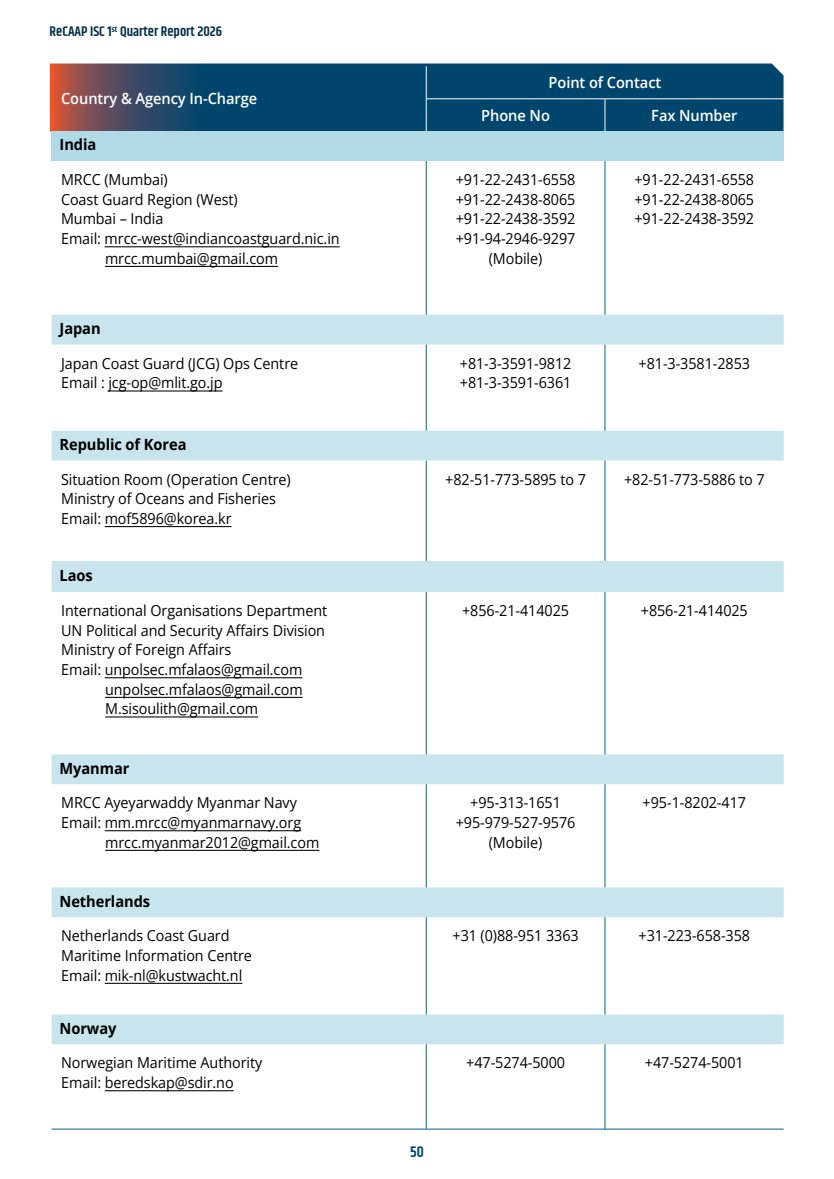 ReCAAP ISC 1st Quarter Report 2026
Country & Agency In-Charge
Point of Contact
Phone No
Fax Number
India
MRCC (Mumbai)
Coast Guard Region (West)
Mumbai – India
Email: mrcc-west@indiancoastguard.nic.in
mrcc.mumbai@gmail.com
+91-22-2431-6558
+91-22-2438-8065
+91-22-2438-3592
+91-94-2946-9297
(Mobile)
+91-22-2431-6558
+91-22-2438-8065
+91-22-2438-3592
Japan
Japan Coast Guard (JCG) Ops Centre
Email : jcg-op@mlit.go.jp
+81-3-3591-9812
+81-3-3591-6361
+81-3-3581-2853
Republic of Korea
Situation Room (Operation Centre)
Ministry of Oceans and Fisheries
Email: mof5896@korea.kr
+82-51-773-5895 to 7
+82-51-773-5886 to 7
Laos
International Organisations Department
UN Political and Security Affairs Division
Ministry of Foreign Affairs
Email: unpolsec.mfalaos@gmail.com
unpolsec.mfalaos@gmail.com
M.sisoulith@gmail.com
+856-21-414025
+856-21-414025
Myanmar
MRCC Ayeyarwaddy Myanmar Navy
Email: mm.mrcc@myanmarnavy.org
mrcc.myanmar2012@gmail.com
+95-313-1651
+95-979-527-9576
(Mobile)
+95-1-8202-417
Netherlands
Netherlands Coast Guard
Maritime Information Centre
Email: mik-nl@kustwacht.nl
+31 (0)88-951 3363
+31-223-658-358
Norway
Norwegian Maritime Authority
Email: beredskap@sdir.no
+47-5274-5000
+47-5274-5001
50